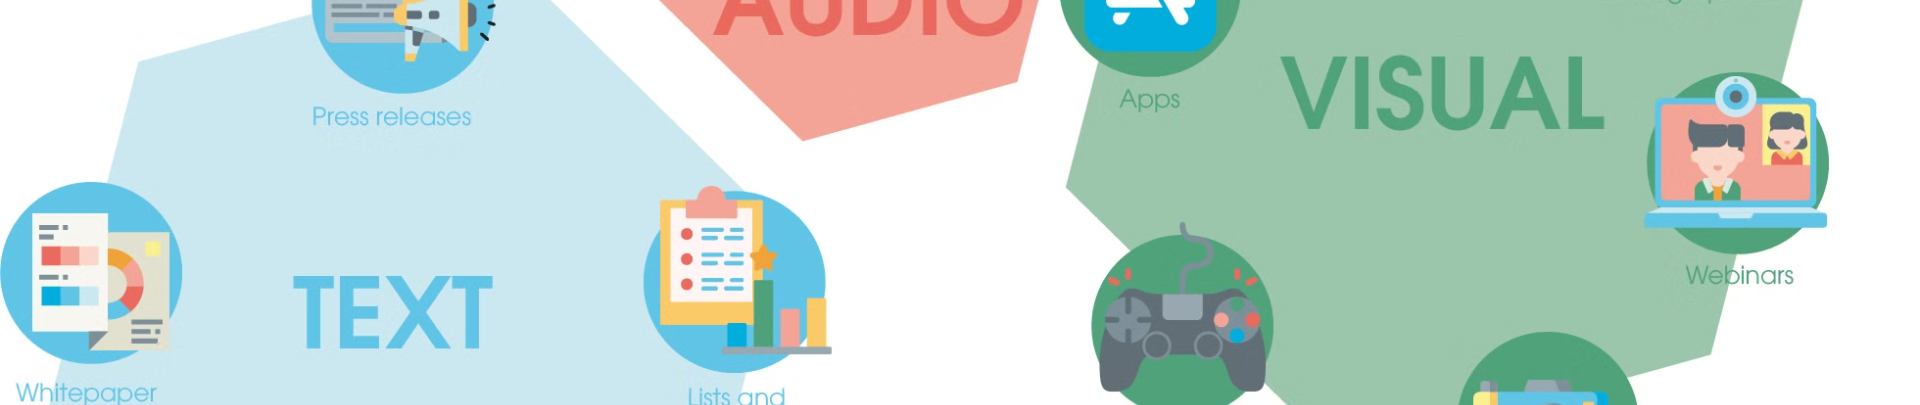 AUDIO
Press releases
Apps
VISUAL
Webinars
TEXT
Whitepaper
Lists and